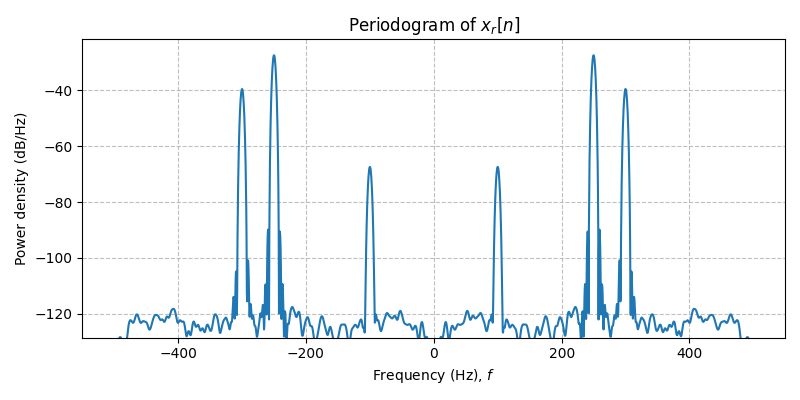 Periodogram of x_r[n]
Power density (dB/Hz)
−40
−60
−80
−100
−120
−400 −200 0 200 400
Frequency (Hz), f